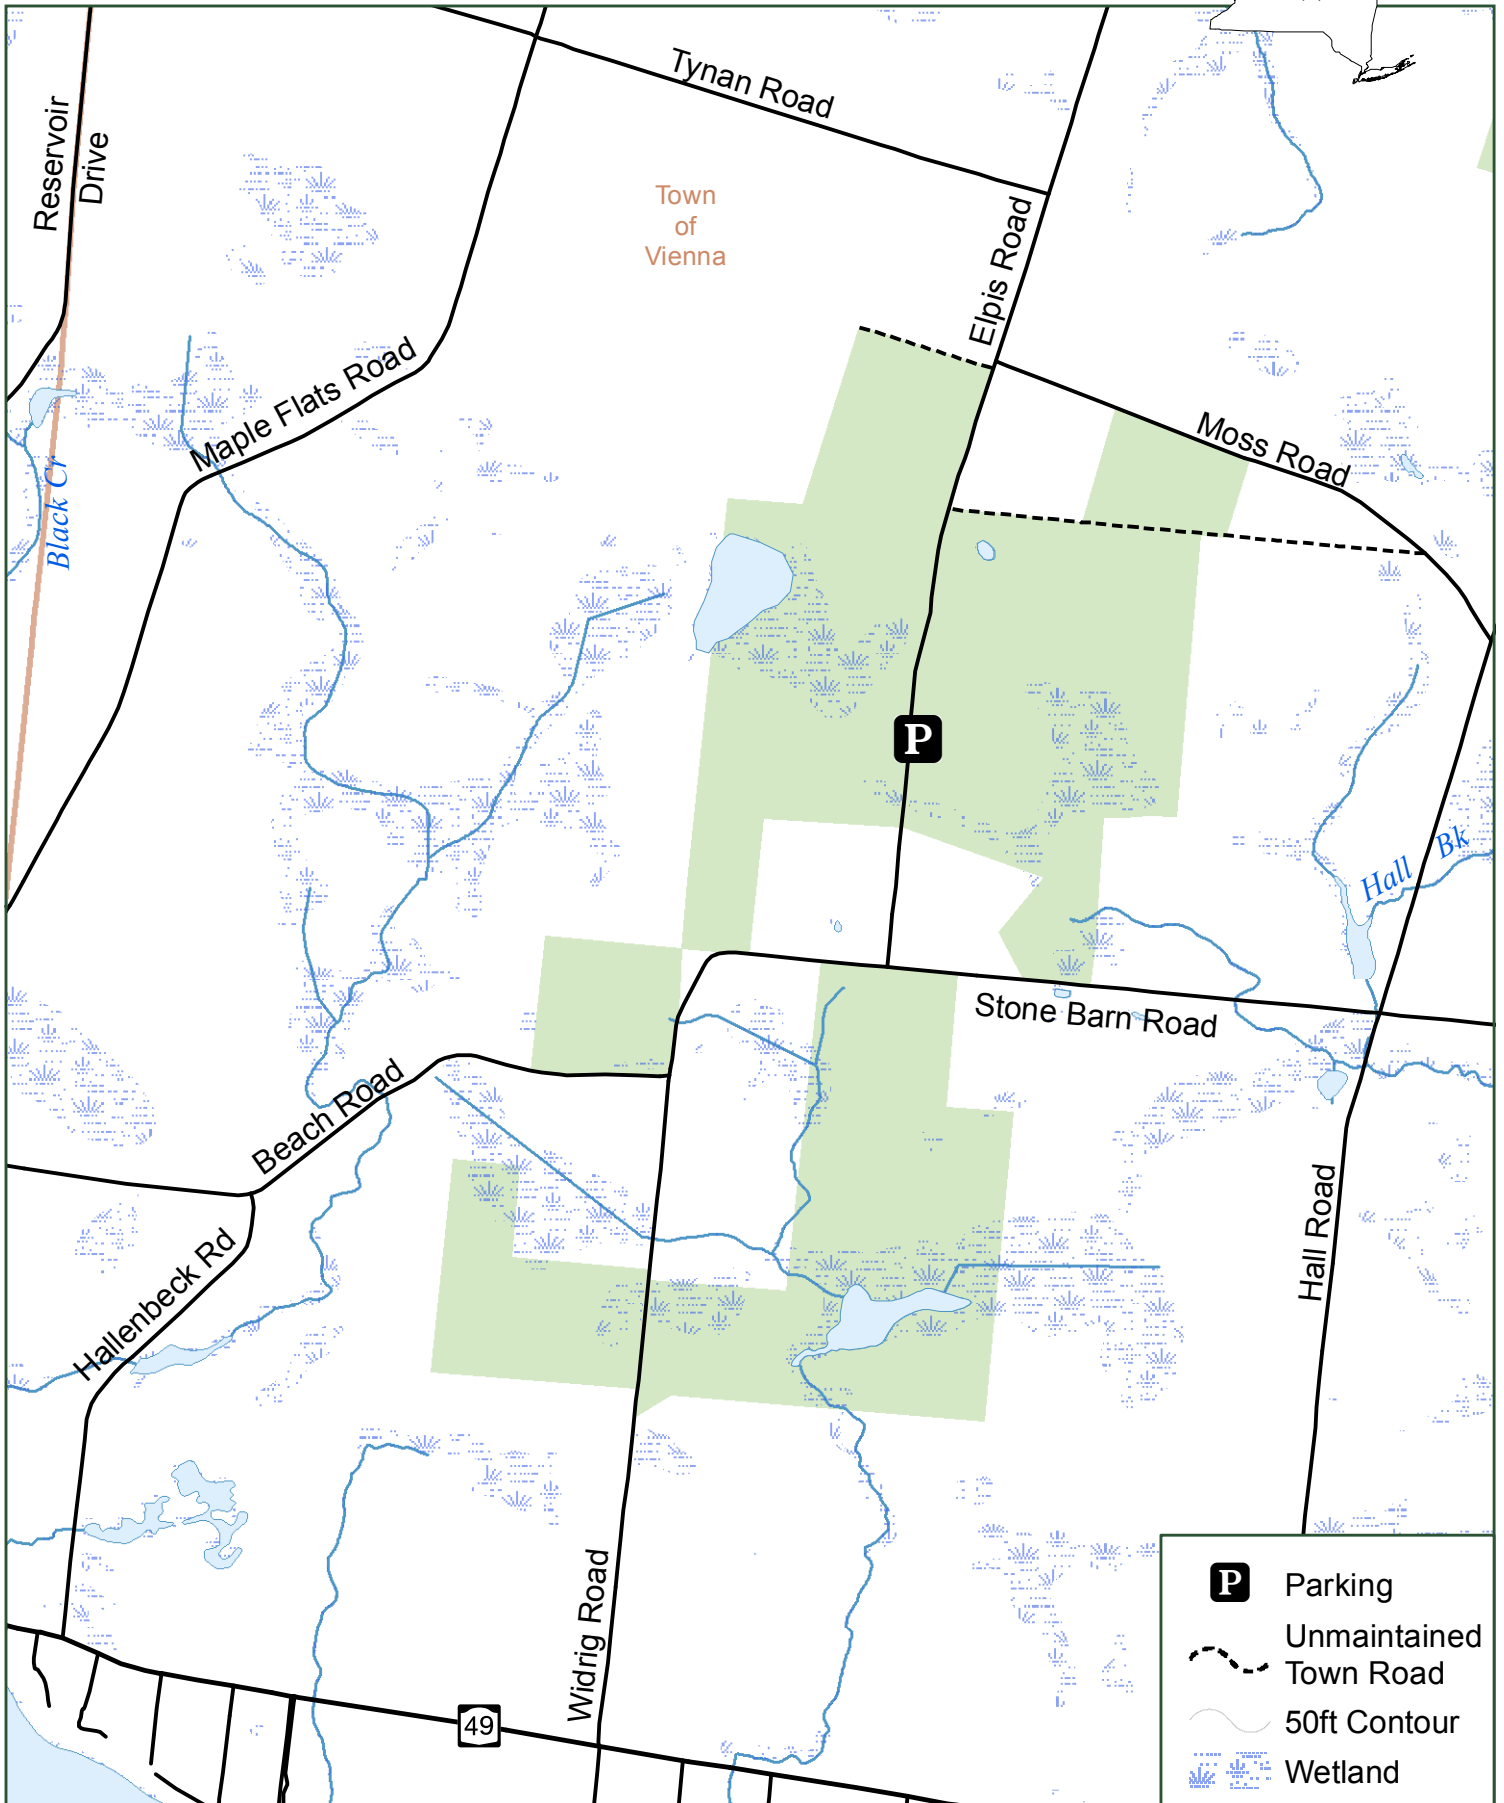 Tynan Road
Reservoir
Drive
Town
of
Vienna
Elpis Road
Maple Flats Road
Moss Road
Black Cr
P
Hall Bk
Stone Barn Road
Beach Road
Hall Road
Hallenbeck Rd
Widrig Road
49
P Parking
Unmaintained
Town Road
50ft Contour
Wetland